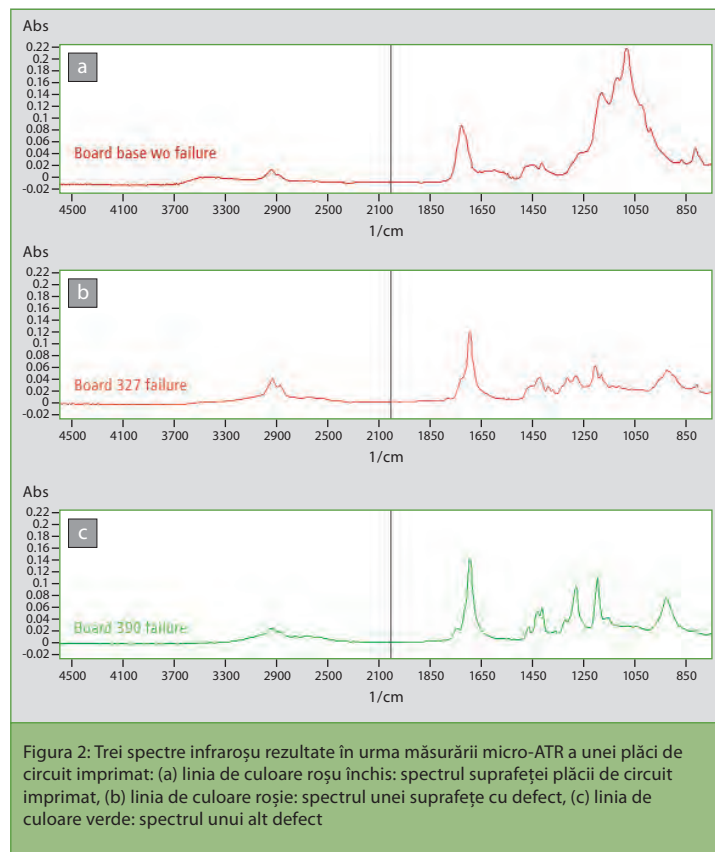 Abs
0.22
0.2
0.18
0.16
0.14
0.12
0.1
0.08
0.06
0.04
0.02
0
-0.02
a
Board base wo failure
4500 4100 3700 3300 2900 2500 2100 1850 1650 1450 1250 1050 850
1/cm
Abs
0.22
0.2
0.18
0.16
0.14
0.12
0.1
0.08
0.06
0.04
0.02
0
-0.02
b
Board 327 failure
4500 4100 3700 3300 2900 2500 2100 1850 1650 1450 1250 1050 850
1/cm
Abs
0.22
0.2
0.18
0.16
0.14
0.12
0.1
0.08
0.06
0.04
0.02
0
-0.02
c
Board 390 failure
4500 4100 3700 3300 2900 2500 2100 1850 1650 1450 1250 1050 850
1/cm
Figura 2: Trei spectre infraroșu rezultate în urma măsurării micro-ATR a unei plăci de
circuit imprimat: (a) linia de culoare roșu închis: spectrul suprafeței plăcii de circuit
imprimat, (b) linia de culoare roșie: spectrul unei suprafețe cu defect, (c) linia de
culoare verde: spectrul unui alt defect